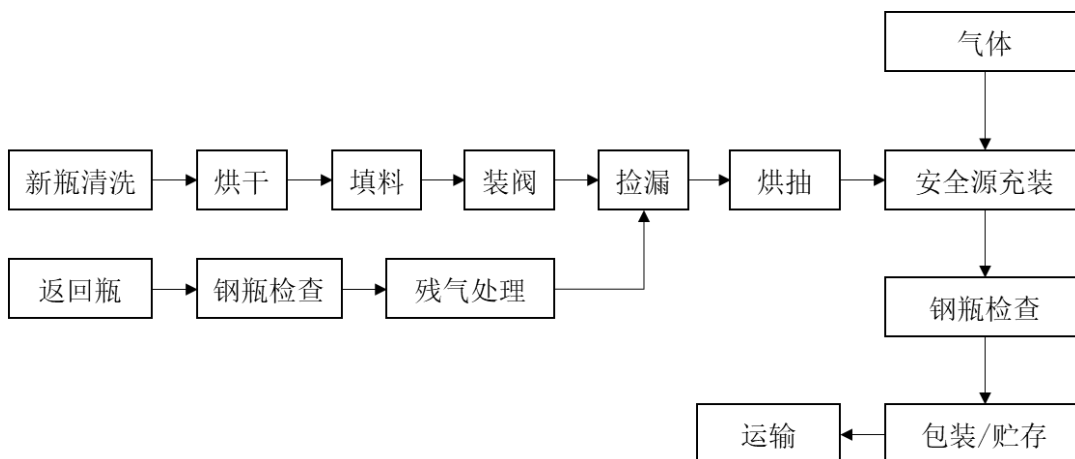 气体
新瓶清洗
烘干
填料
装阀
捡漏
烘抽
安全源充装
返回瓶
钢瓶检查
残气处理
钢瓶检查
运输
包装/贮存